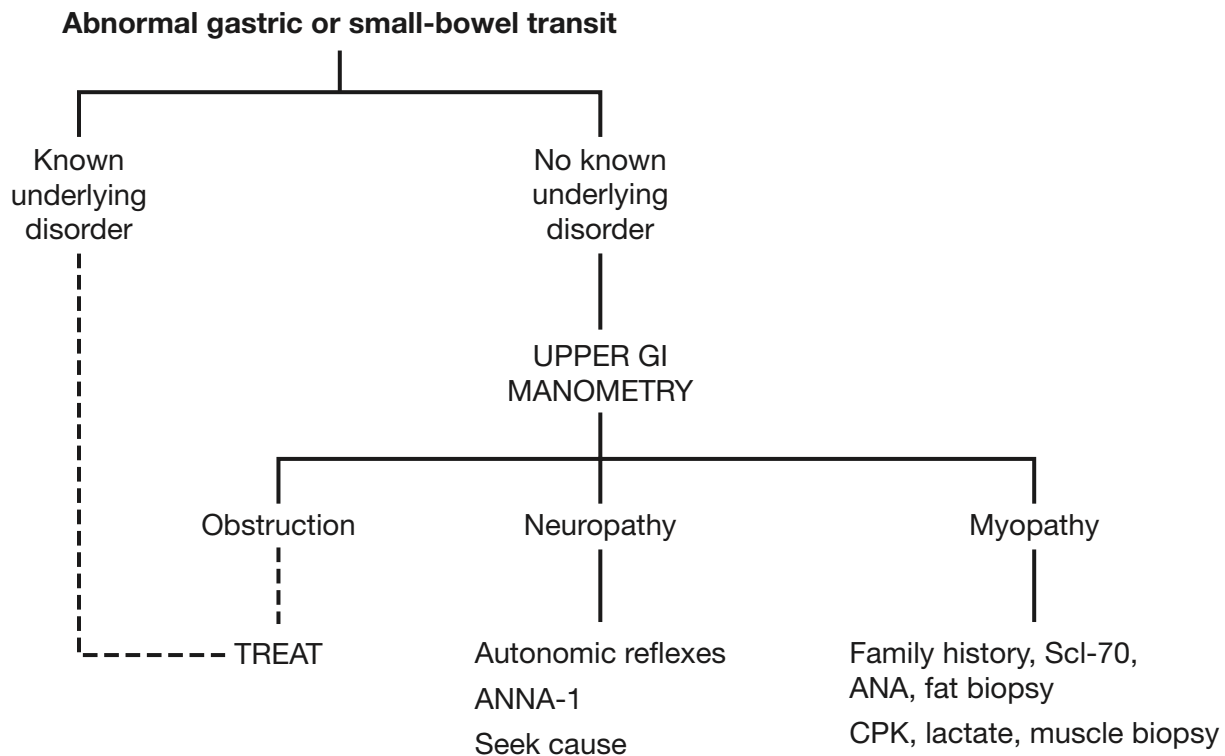 Abnormal gastric or small-bowel transit
Known
underlying
disorder
No known
underlying
disorder
UPPER GI
MANOMETRY
Obstruction
Neuropathy
Myopathy
TREAT
Autonomic reflexes
ANNA-1
Seek cause
Family history, Scl-70,
ANA, fat biopsy
CPK, lactate, muscle biopsy